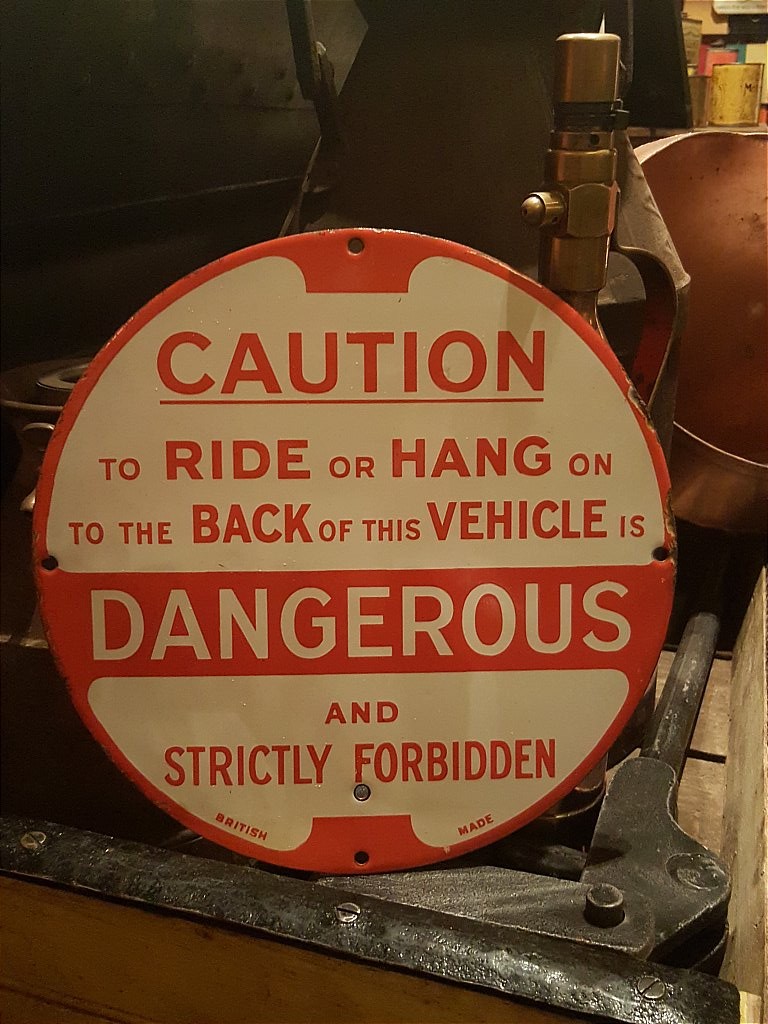 CAUTION
TO RIDE OR HANG ON
TO THE BACK OF THIS VEHICLE IS
DANGEROUS
AND
STRICTLY FORBIDDEN
BRITISH MADE